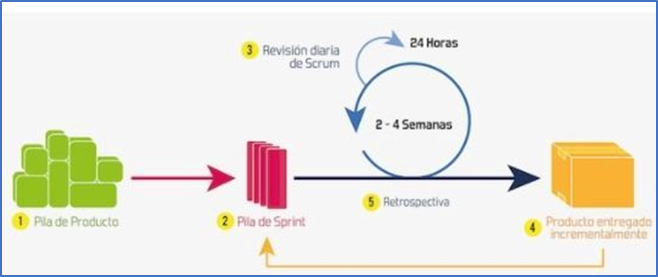 3 Revisión diaria
de Scrum
24 Horas
2 - 4 Semanas
1 Pila de Producto
2 Pila de Sprint
5 Retrospectiva
4 Producto entregado
incrementalmente